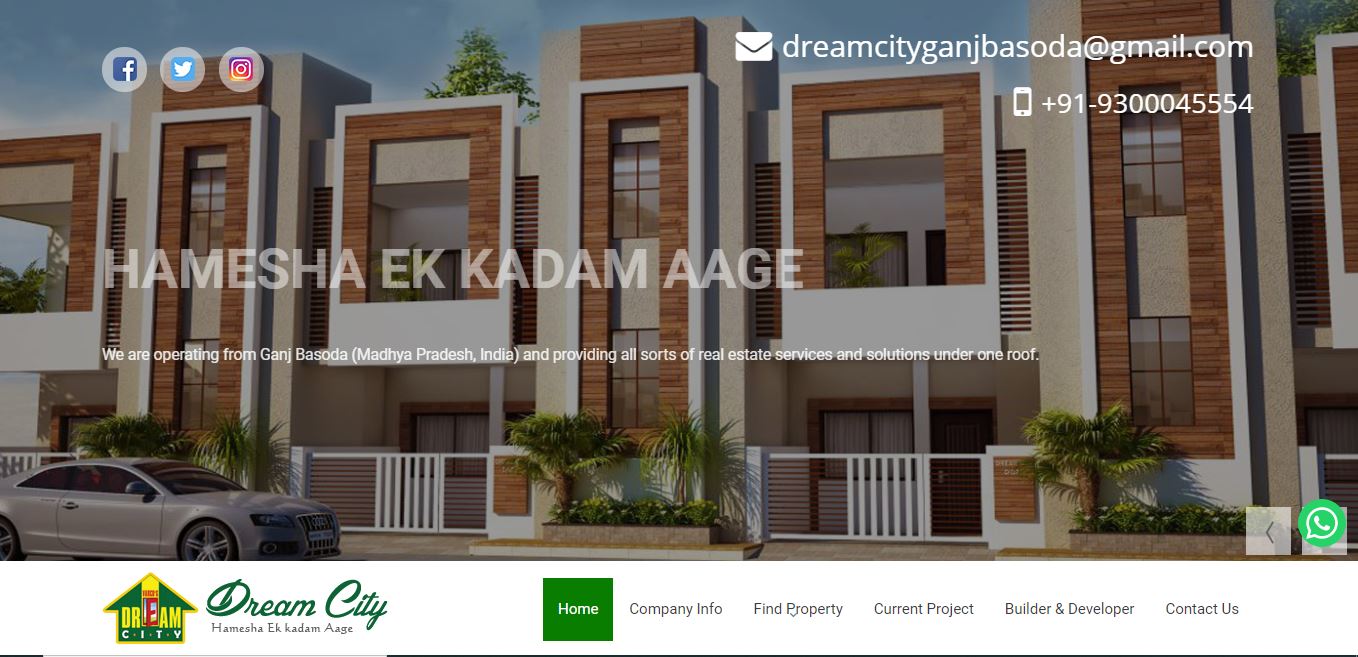 dreamcityganjbasoda@gmail.com
+91-9300045554
HAMESHA EK KADAM AAGE
We are operating from Ganj Basoda (Madhya Pradesh, India) and providing all sorts of real estate services and solutions under one roof.
DREAM
CITY
Dream City
Hamesha Ek kadam Aage
Home
Company Info
Find Property
Current Project
Builder & Developer
Contact Us